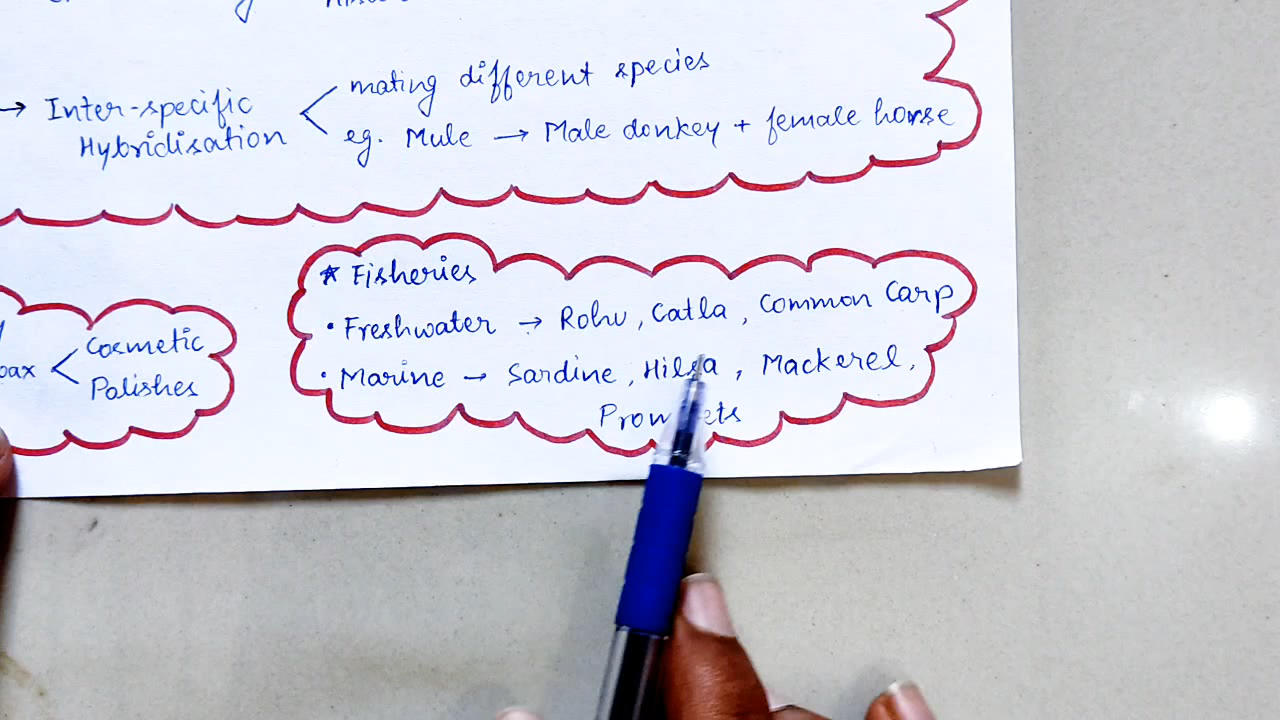 → Inter-specific
Hybridisation
mating different species
eg. Mule → Male donkey + female horse
Cosmetic
Polishes
* Fisheries
• Freshwater → Rohu, Catla, Common Carp
• Marine → Sardine, Hilsa, Mackerel,